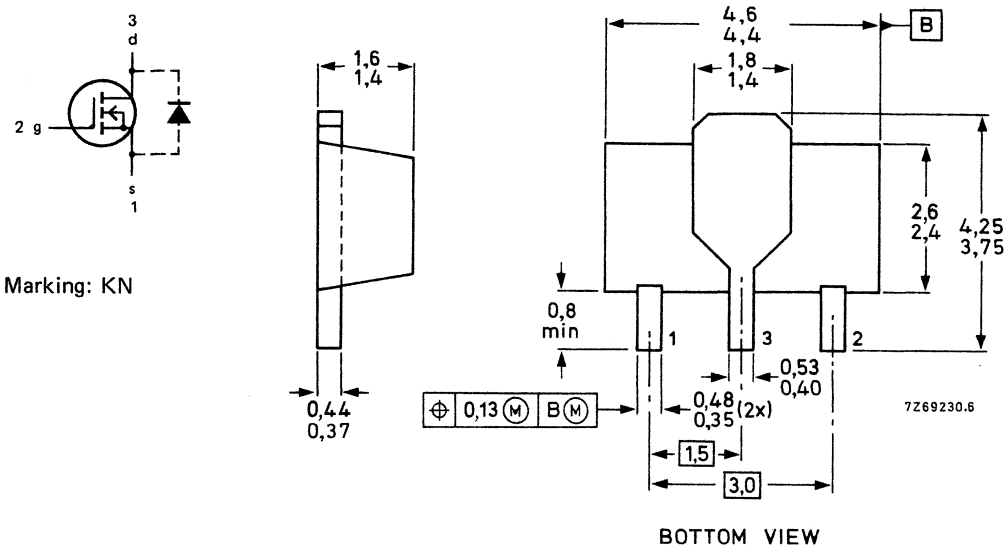 3
d
2 g
s
1
Marking: KN
1,6
1,4
0,44
0,37
4,6
4,4
B
1,8
1,4
2,6
2,4
4,25
3,75
0,8
min
1
3
2
0,53
0,40
⌖ 0,13 Ⓜ B Ⓜ
0,48
0,35 (2x)
7Z69230.6
1,5
3,0
BOTTOM VIEW